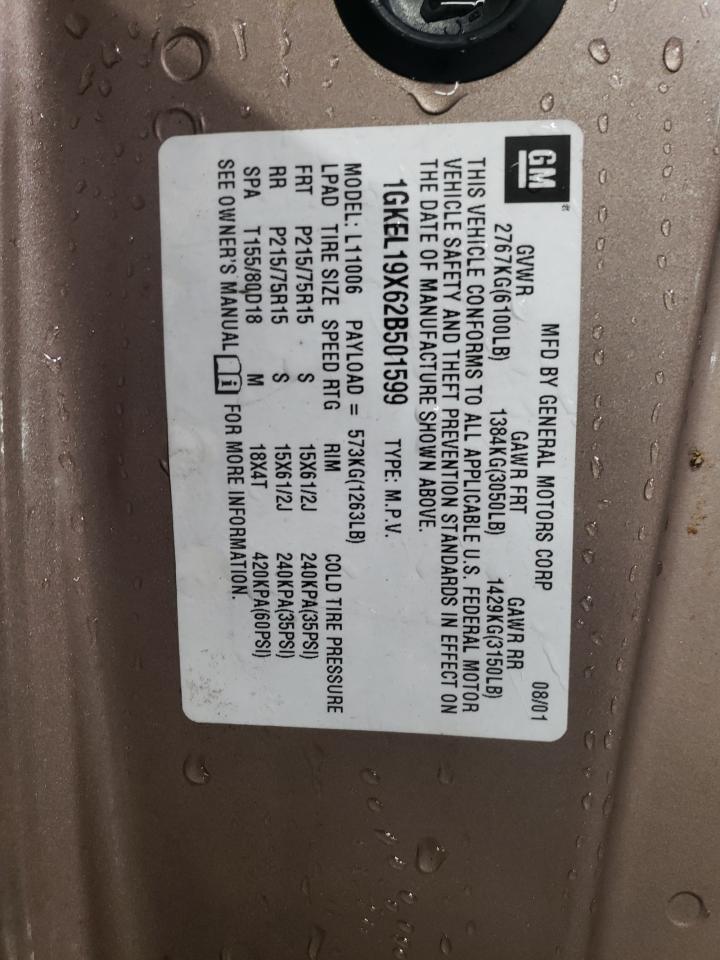 GM
MFD BY GENERAL MOTORS CORP 08/01
GVWR GAWR FRT GAWR RR
2767KG(6100LB) 1384KG(3050LB) 1429KG(3150LB)
THIS VEHICLE CONFORMS TO ALL APPLICABLE U.S. FEDERAL MOTOR
VEHICLE SAFETY AND THEFT PREVENTION STANDARDS IN EFFECT ON
THE DATE OF MANUFACTURE SHOWN ABOVE.
1GKEL19X62B501599 TYPE: M.P.V.
MODEL: L11006 PAYLOAD = 573KG(1263LB)
LPAD TIRE SIZE SPEED RTG RIM COLD TIRE PRESSURE
FRT P215/75R15 S 15X61/2J 240KPA(35PSI)
RR P215/75R15 S 15X61/2J 240KPA(35PSI)
SPA T155/80D18 M 18X4T 420KPA(60PSI)
SEE OWNER'S MANUAL i FOR MORE INFORMATION.